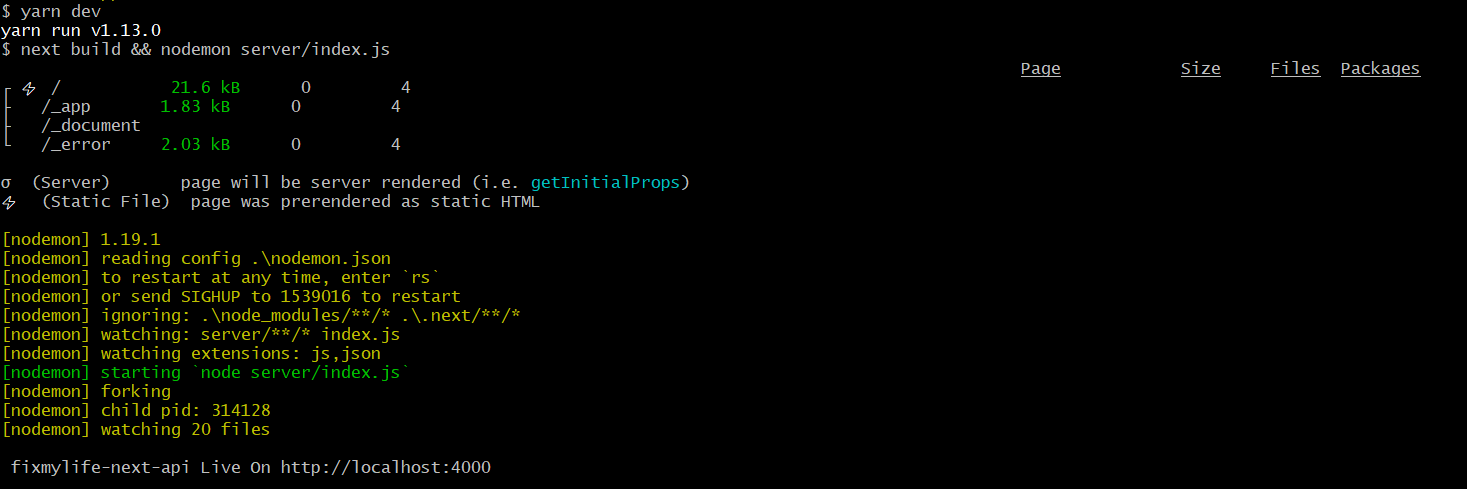 $ yarn dev
yarn run v1.13.0
$ next build && nodemon server/index.js
Page Size Files Packages
┌ ⚡ / 21.6 kB 0 4
├ /_app 1.83 kB 0 4
├ /_document
└ /_error 2.03 kB 0 4
σ (Server) page will be server rendered (i.e. getInitialProps)
⚡ (Static File) page was prerendered as static HTML
[nodemon] 1.19.1
[nodemon] reading config .\nodemon.json
[nodemon] to restart at any time, enter `rs`
[nodemon] or send SIGHUP to 1539016 to restart
[nodemon] ignoring: .\node_modules/**/* .\.next/**/*
[nodemon] watching: server/**/* index.js
[nodemon] watching extensions: js,json
[nodemon] starting `node server/index.js`
[nodemon] forking
[nodemon] child pid: 314128
[nodemon] watching 20 files
fixmylife-next-api Live On http://localhost:4000